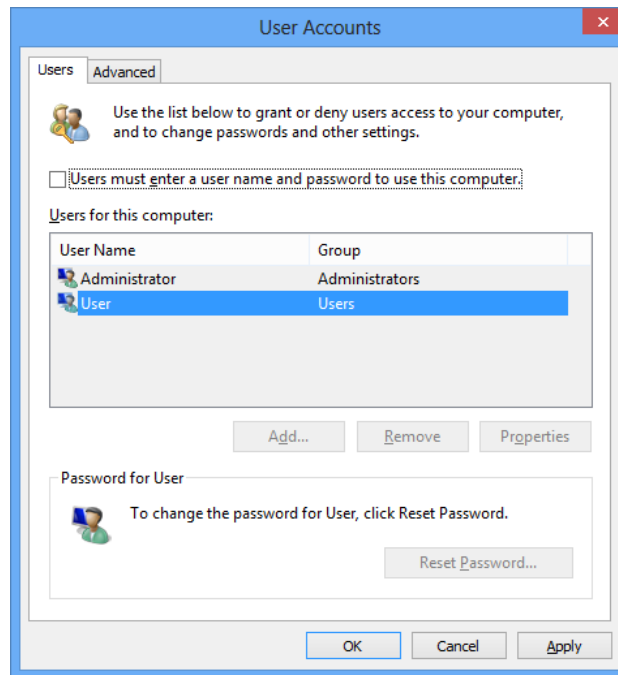 User Accounts
Users Advanced
Use the list below to grant or deny users access to your computer,
and to change passwords and other settings.
Users must enter a user name and password to use this computer.
Users for this computer:
User Name Group
Administrator Administrators
User Users
Add... Remove Properties
Password for User
To change the password for User, click Reset Password.
Reset Password...
OK Cancel Apply